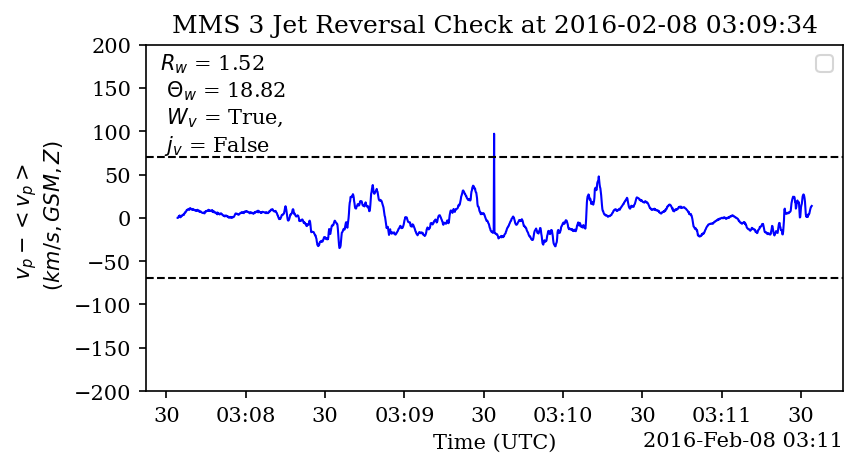 MMS 3 Jet Reversal Check at 2016-02-08 03:09:34
R_w = 1.52
Θ_w = 18.82
W_v = True,
j_v = False
v_p - < v_p >
(km/s, GSM, Z)
200
150
100
50
0
−50
−100
−150
−200
30 03:08 30 03:09 30 03:10 30 03:11 30
Time (UTC)
2016-Feb-08 03:11